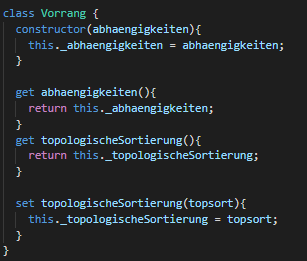 class Vorrang {
  constructor(abhaengigkeiten){
    this._abhaengigkeiten = abhaengigkeiten;
  }

  get abhaengigkeiten(){
    return this._abhaengigkeiten;
  }
  get topologischeSortierung(){
    return this._topologischeSortierung;
  }

  set topologischeSortierung(topsort){
    this._topologischeSortierung = topsort;
  }
}